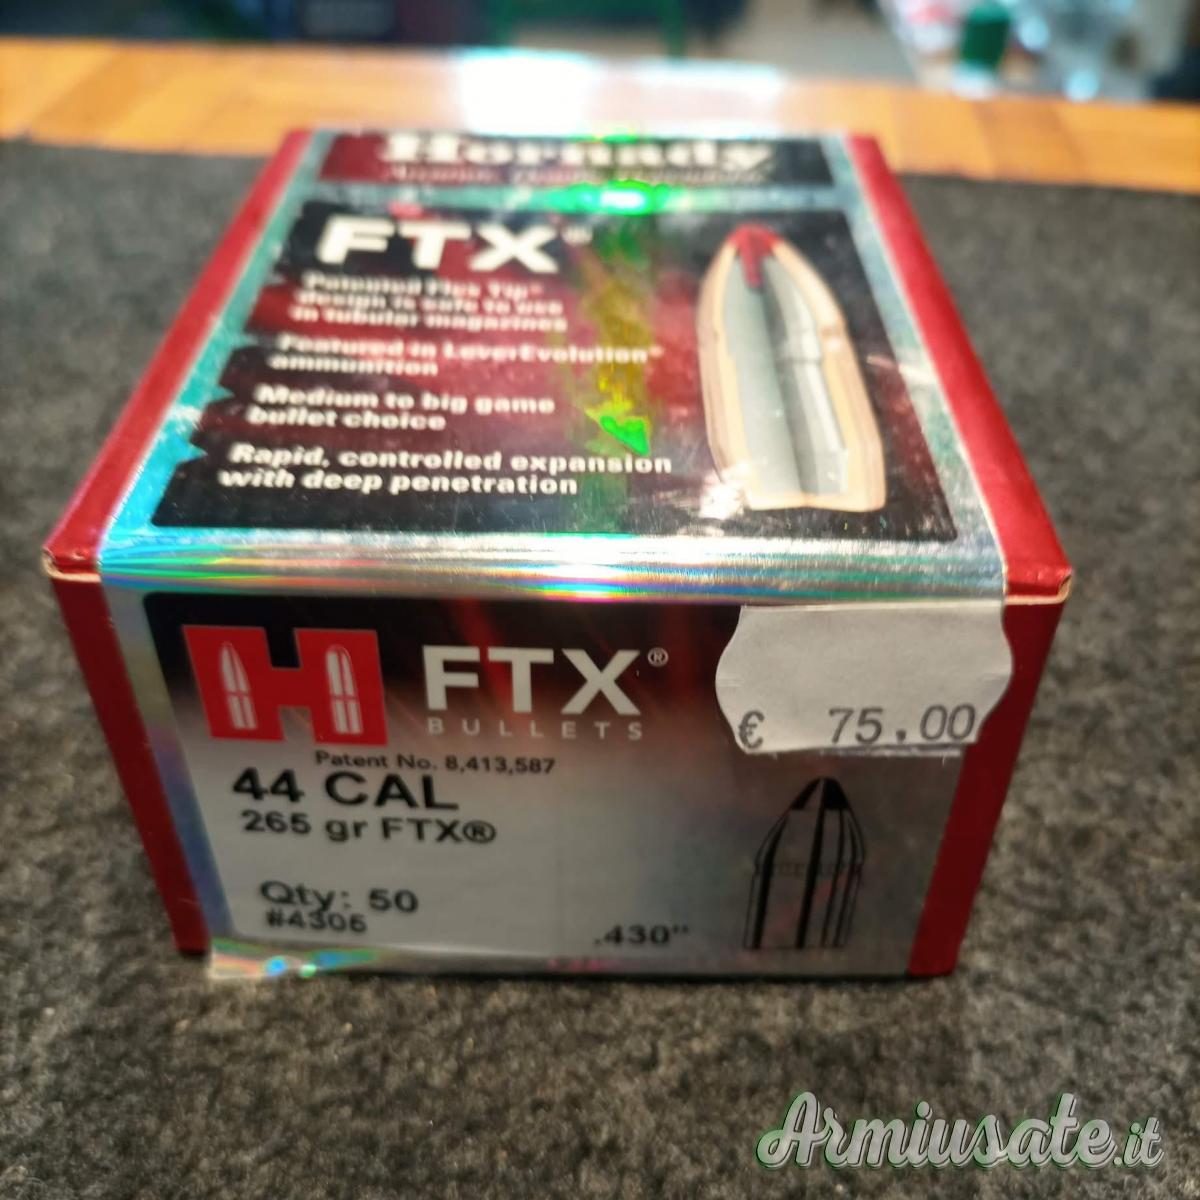 Hornady
FTX®
Patented Flex Tip™
design is safe to use
in tubular magazines
Featured in LeverEvolution®
ammunition
Medium to big game
bullet choice
Rapid, controlled expansion
with deep penetration
H
FTX®
BULLETS
Patent No. 8,413,587
€ 75.00
44 CAL
265 gr FTX®
Qty: 50
#4305
.430"
Armiusate.it